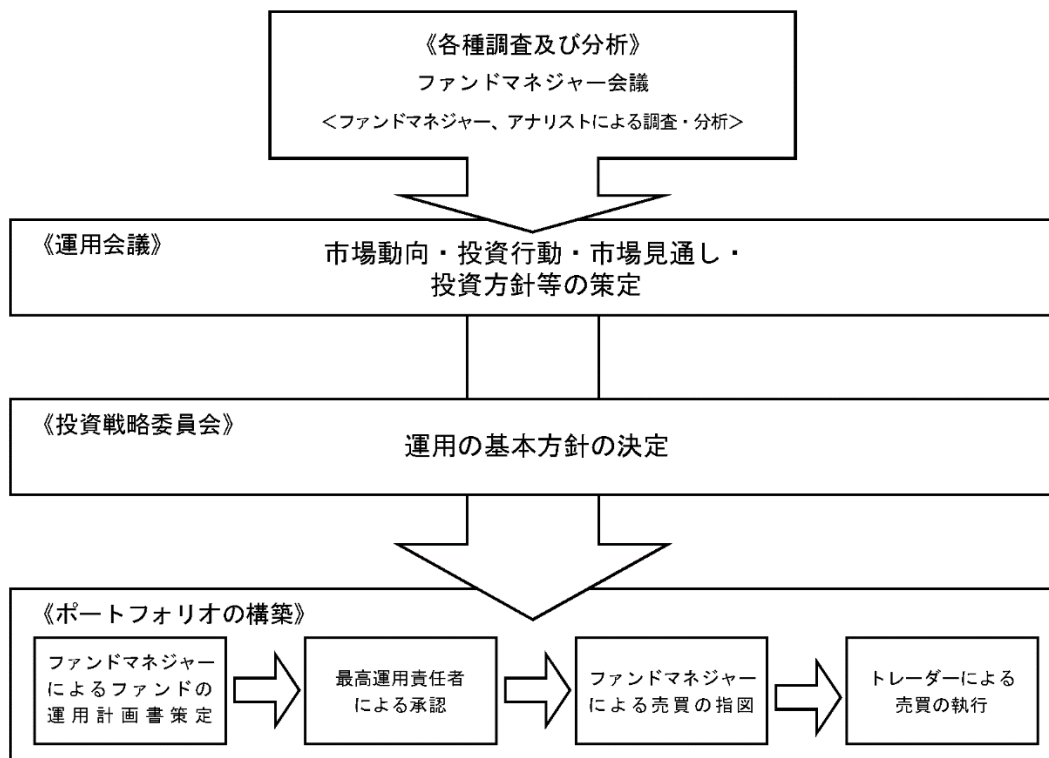 《各種調査及び分析》
ファンドマネジャー会議
＜ファンドマネジャー、アナリストによる調査・分析＞
《運用会議》
市場動向・投資行動・市場見通し・
投資方針等の策定
《投資戦略委員会》
運用の基本方針の決定
《ポートフォリオの構築》
ファンドマネジャー
によるファンドの
運用計画書策定
最高運用責任者
による承認
ファンドマネジャー
による売買の指図
トレーダーによる
売買の執行